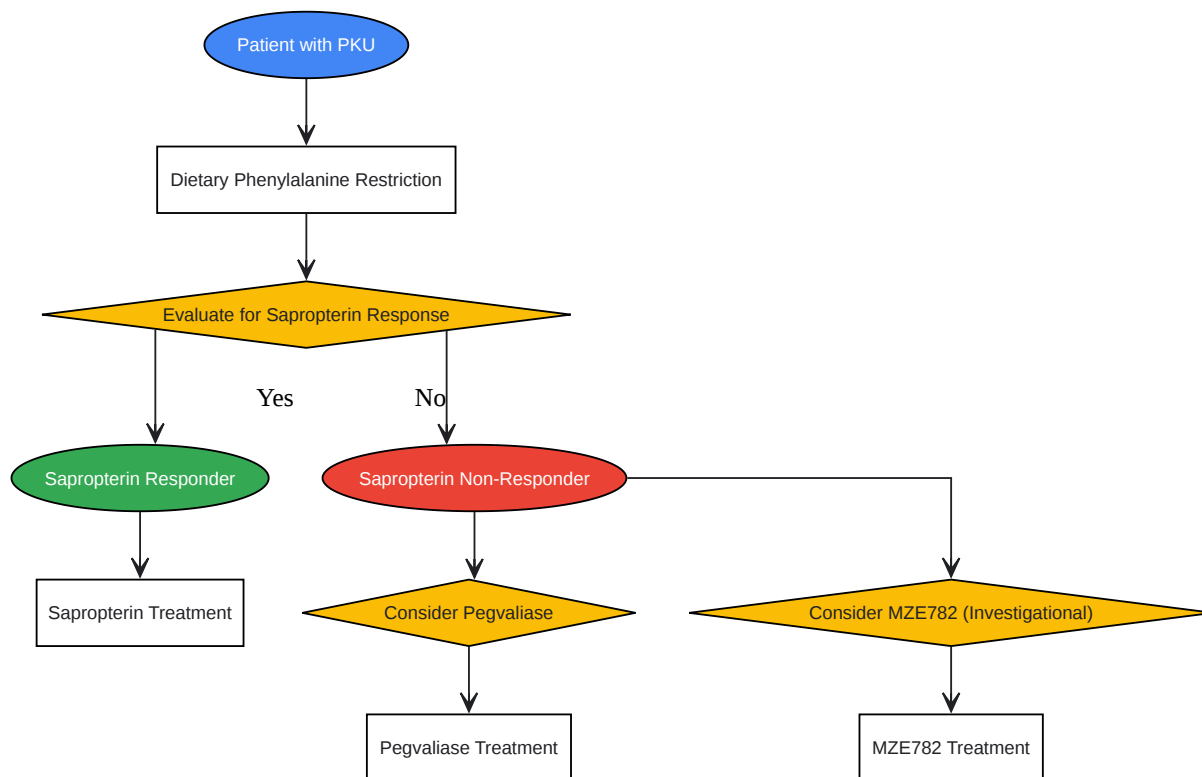 Patient with PKU
Dietary Phenylalanine Restriction
Evaluate for Sapropterin Response
Yes
No
Sapropterin Responder
Sapropterin Non-Responder
Sapropterin Treatment
Consider Pegvaliase
Consider MZE782 (Investigational)
Pegvaliase Treatment
MZE782 Treatment